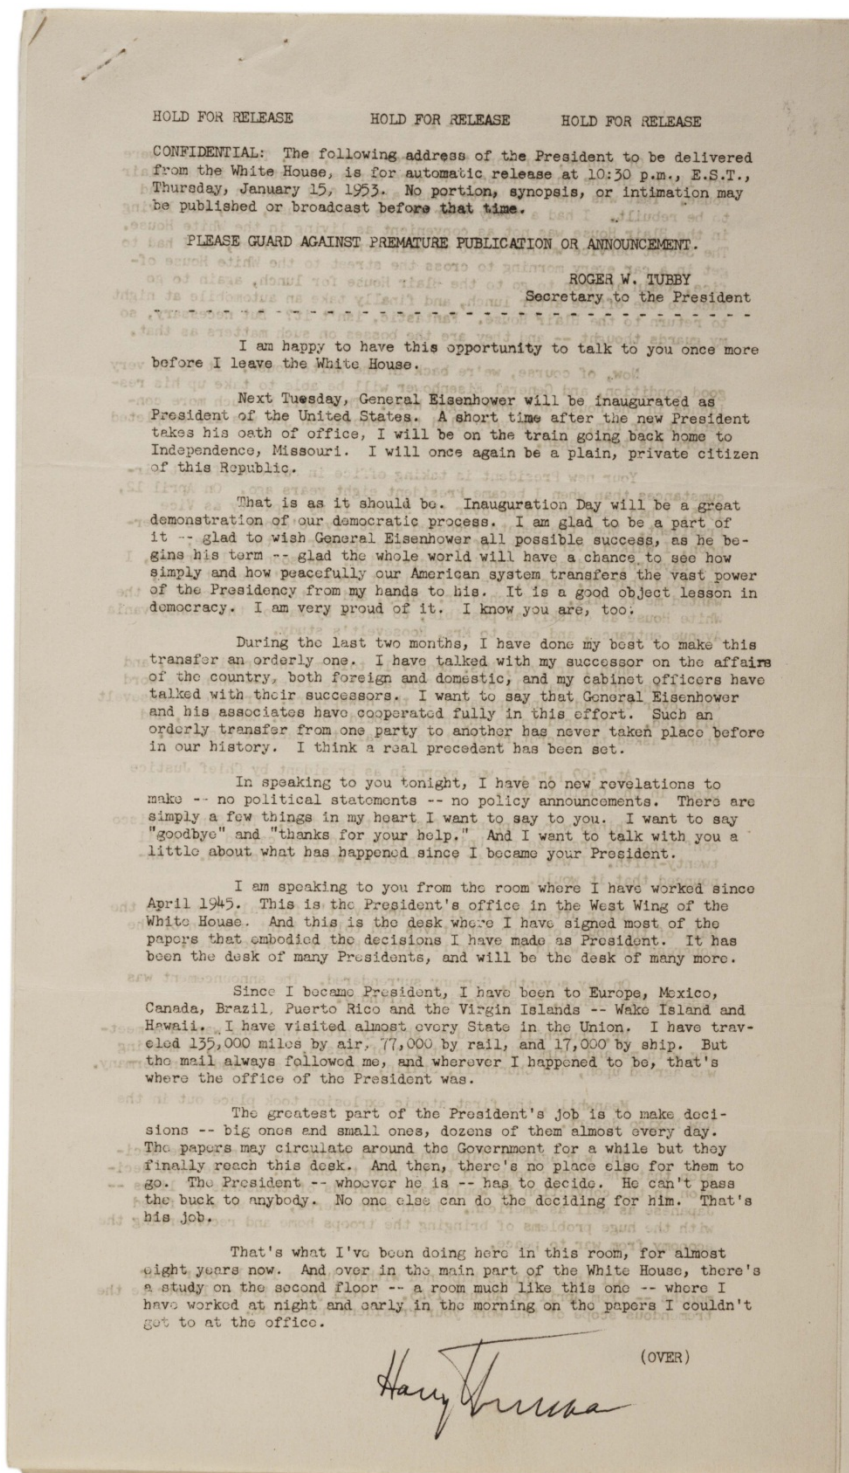 HOLD FOR RELEASE HOLD FOR RELEASE HOLD FOR RELEASE
CONFIDENTIAL: The following address of the President to be delivered
from the White House, is for automatic release at 10:30 p.m., E.S.T.,
Thursday, January 15, 1953. No portion, synopsis, or intimation may
be published or broadcast before that time.
PLEASE GUARD AGAINST PREMATURE PUBLICATION OR ANNOUNCEMENT.
ROGER W. TUBBY
Secretary to the President
- - - - - - - - - - - - - - - - - - - - - - - - - - - - - - - - - -
I am happy to have this opportunity to talk to you once more
before I leave the White House.
Next Tuesday, General Eisenhower will be inaugurated as
President of the United States. A short time after the new President
takes his oath of office, I will be on the train going back home to
Independence, Missouri. I will once again be a plain, private citizen
of this Republic.
That is as it should be. Inauguration Day will be a great
demonstration of our democratic process. I am glad to be a part of
it -- glad to wish General Eisenhower all possible success, as he be-
gins his term -- glad the whole world will have a chance to see how
simply and how peacefully our American system transfers the vast power
of the Presidency from my hands to his. It is a good object lesson in
democracy. I am very proud of it. I know you are, too.
During the last two months, I have done my best to make this
transfer an orderly one. I have talked with my successor on the affairs
of the country, both foreign and domestic, and my cabinet officers have
talked with their successors. I want to say that General Eisenhower
and his associates have cooperated fully in this effort. Such an
orderly transfer from one party to another has never taken place before
in our history. I think a real precedent has been set.
In speaking to you tonight, I have no new revelations to
make -- no political statements -- no policy announcements. There are
simply a few things in my heart I want to say to you. I want to say
"goodbye" and "thanks for your help." And I want to talk with you a
little about what has happened since I became your President.
I am speaking to you from the room where I have worked since
April 1945. This is the President's office in the West Wing of the
White House. And this is the desk where I have signed most of the
papers that embodied the decisions I have made as President. It has
been the desk of many Presidents, and will be the desk of many more.
Since I became President, I have been to Europe, Mexico,
Canada, Brazil, Puerto Rico and the Virgin Islands -- Wake Island and
Hawaii. I have visited almost every State in the Union. I have trav-
eled 135,000 miles by air, 77,000 by rail, and 17,000 by ship. But
the mail always followed me, and wherever I happened to be, that's
where the office of the President was.
The greatest part of the President's job is to make deci-
sions -- big ones and small ones, dozens of them almost every day.
The papers may circulate around the Government for a while but they
finally reach this desk. And then, there's no place else for them to
go. The President -- whoever he is -- has to decide. He can't pass
the buck to anybody. No one else can do the deciding for him. That's
his job.
That's what I've been doing here in this room, for almost
eight years now. And over in the main part of the White House, there's
a study on the second floor -- a room much like this one -- where I
have worked at night and early in the morning on the papers I couldn't
get to at the office.
(OVER)
Harry Truman